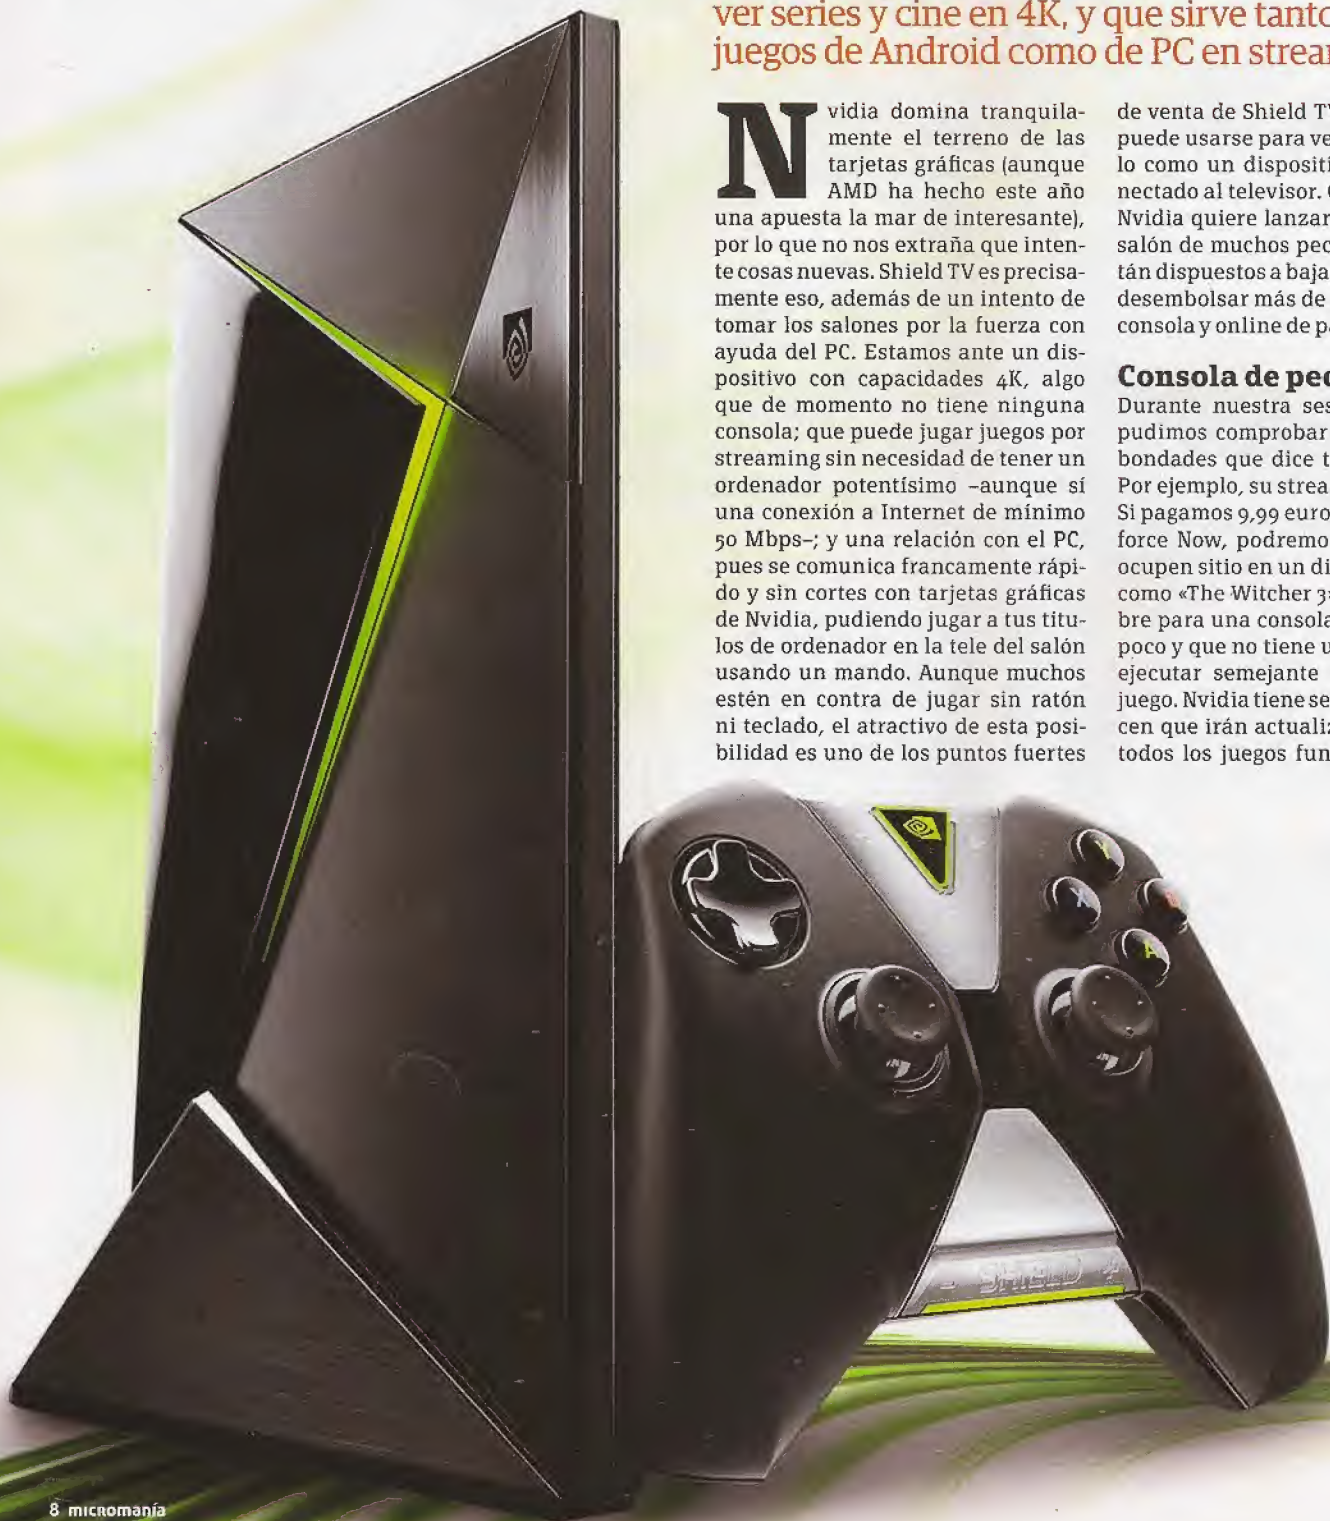 ver series y cine en 4K, y que sirve tanto
juegos de Android como de PC en strea
Nvidia domina tranquila-
mente el terreno de las
tarjetas gráficas (aunque
AMD ha hecho este año
una apuesta la mar de interesante),
por lo que no nos extraña que inten-
te cosas nuevas. Shield TV es precisa-
mente eso, además de un intento de
tomar los salones por la fuerza con
ayuda del PC. Estamos ante un dis-
positivo con capacidades 4K, algo
que de momento no tiene ninguna
consola; que puede jugar juegos por
streaming sin necesidad de tener un
ordenador potentísimo –aunque sí
una conexión a Internet de mínimo
50 Mbps–; y una relación con el PC,
pues se comunica francamente rápi-
do y sin cortes con tarjetas gráficas
de Nvidia, pudiendo jugar a tus títu-
los de ordenador en la tele del salón
usando un mando. Aunque muchos
estén en contra de jugar sin ratón
ni teclado, el atractivo de esta posi-
bilidad es uno de los puntos fuertes
de venta de Shield TV
puede usarse para ve
lo como un dispositi
nectado al televisor.
Nvidia quiere lanzar
salón de muchos pec
tán dispuestos a baja
desembolsar más de
consola y online de p
Consola de pec
Durante nuestra ses
pudimos comprobar
bondades que dice t
Por ejemplo, su strea
Si pagamos 9,99 euro
force Now, podremo
ocupen sitio en un di
como «The Witcher 3»
bre para una consola
poco y que no tiene u
ejecutar semejante
juego. Nvidia tiene se
cen que irán actualiz
todos los juegos fun
Y
X
A
- SHIELD +
8 micromanía